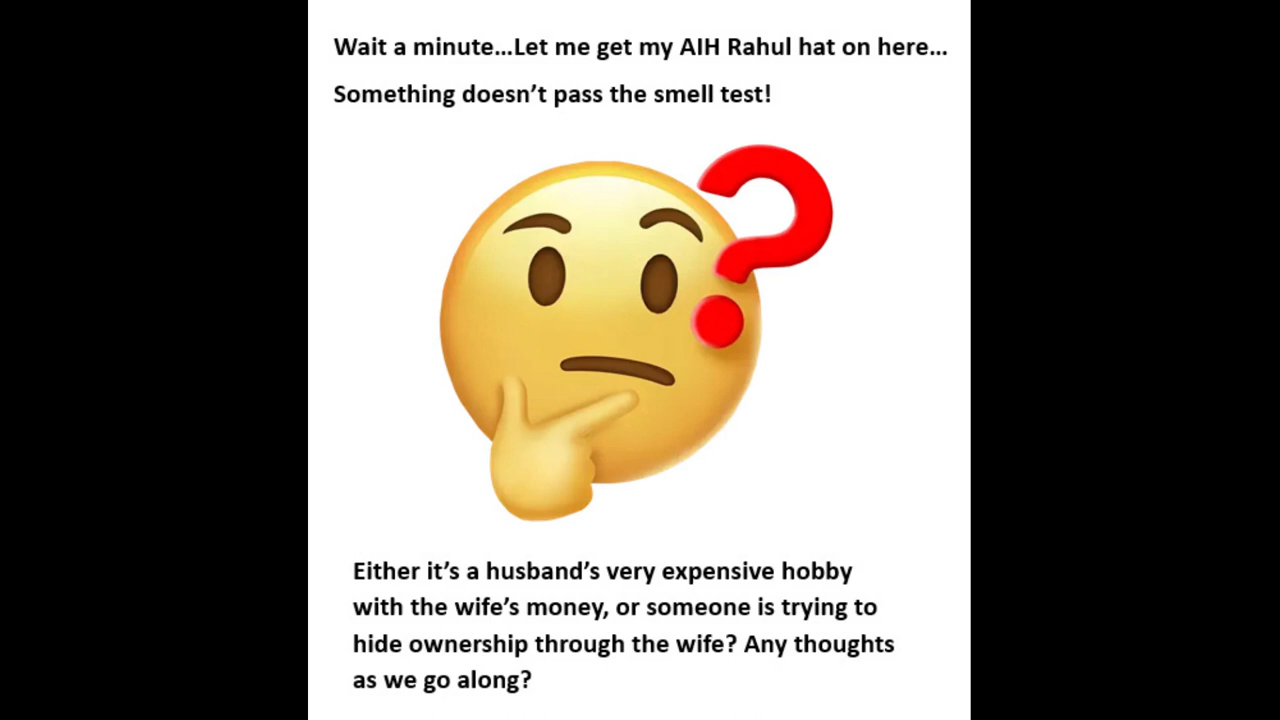 Wait a minute…Let me get my AIH Rahul hat on here…
Something doesn’t pass the smell test!
Either it’s a husband’s very expensive hobby
with the wife’s money, or someone is trying to
hide ownership through the wife? Any thoughts
as we go along?